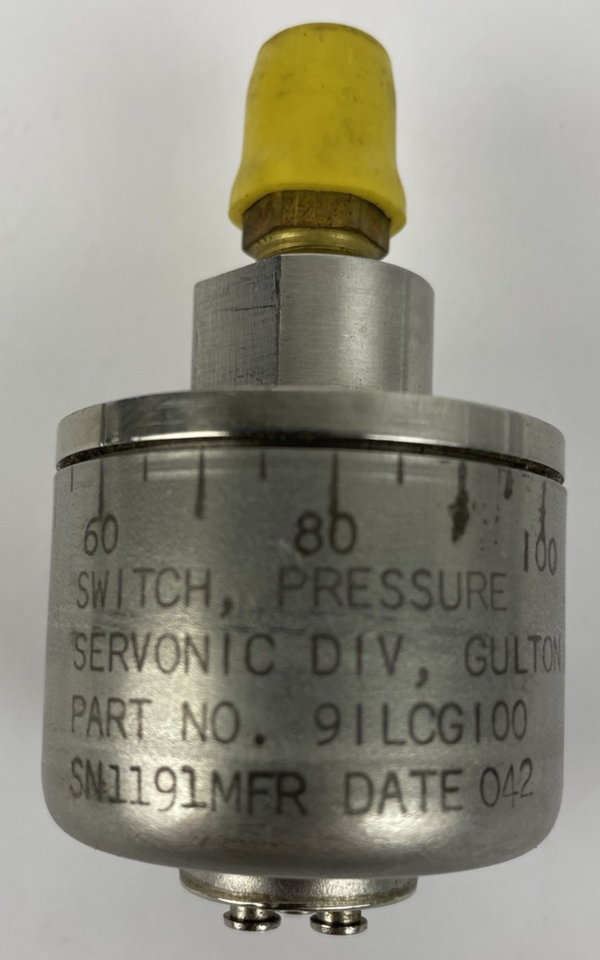 60 80 100
SWITCH, PRESSURE
SERVONIC DIV, GULTON
PART NO. 91LCG100
SN1191MFR DATE 042